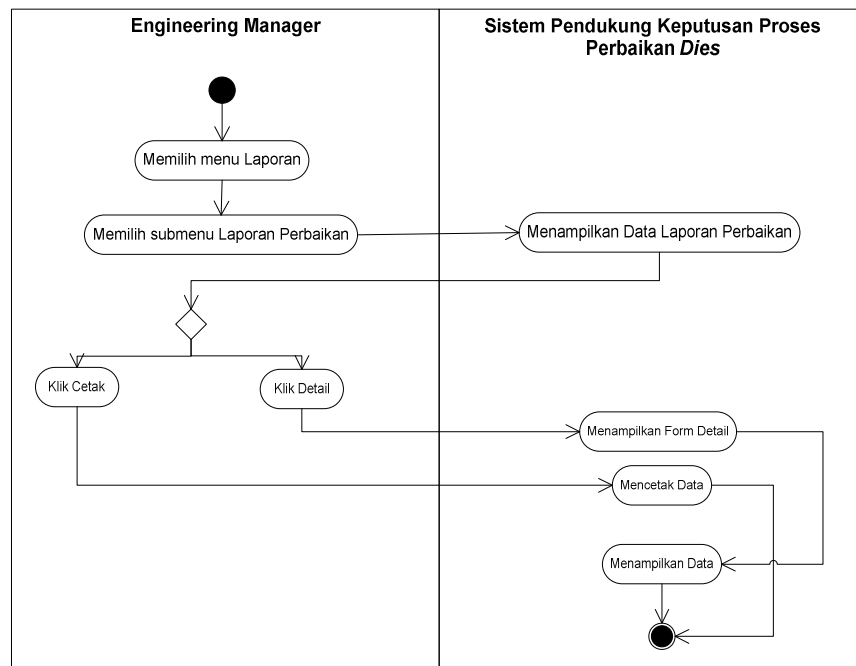 Engineering Manager
Sistem Pendukung Keputusan Proses
Perbaikan Dies
Memilih menu Laporan
Memilih submenu Laporan Perbaikan
Menampilkan Data Laporan Perbaikan
Klik Cetak
Klik Detail
Menampilkan Form Detail
Mencetak Data
Menampilkan Data